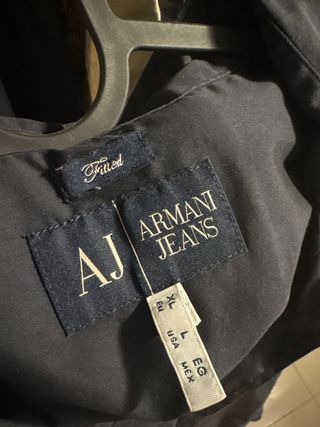 Fitted
AJ
ARMANI
JEANS
XL L EG
EU USA MEX